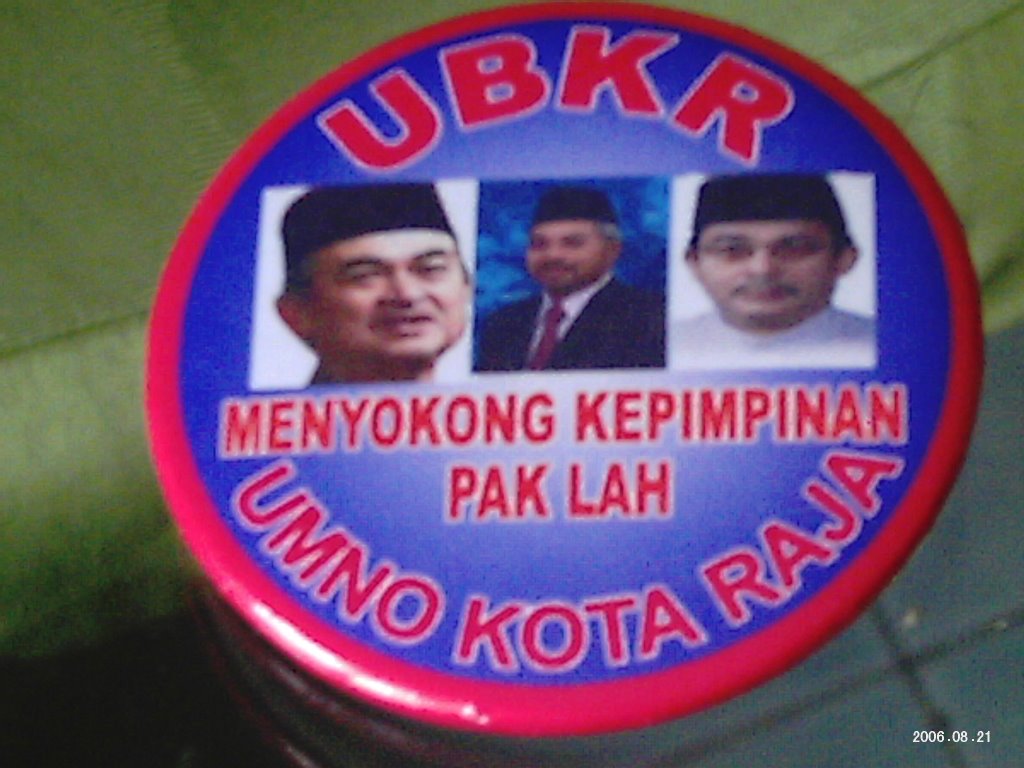 UBKR
MENYOKONG KEPIMPINAN
PAK LAH
UMNO KOTA RAJA
2006.08.21